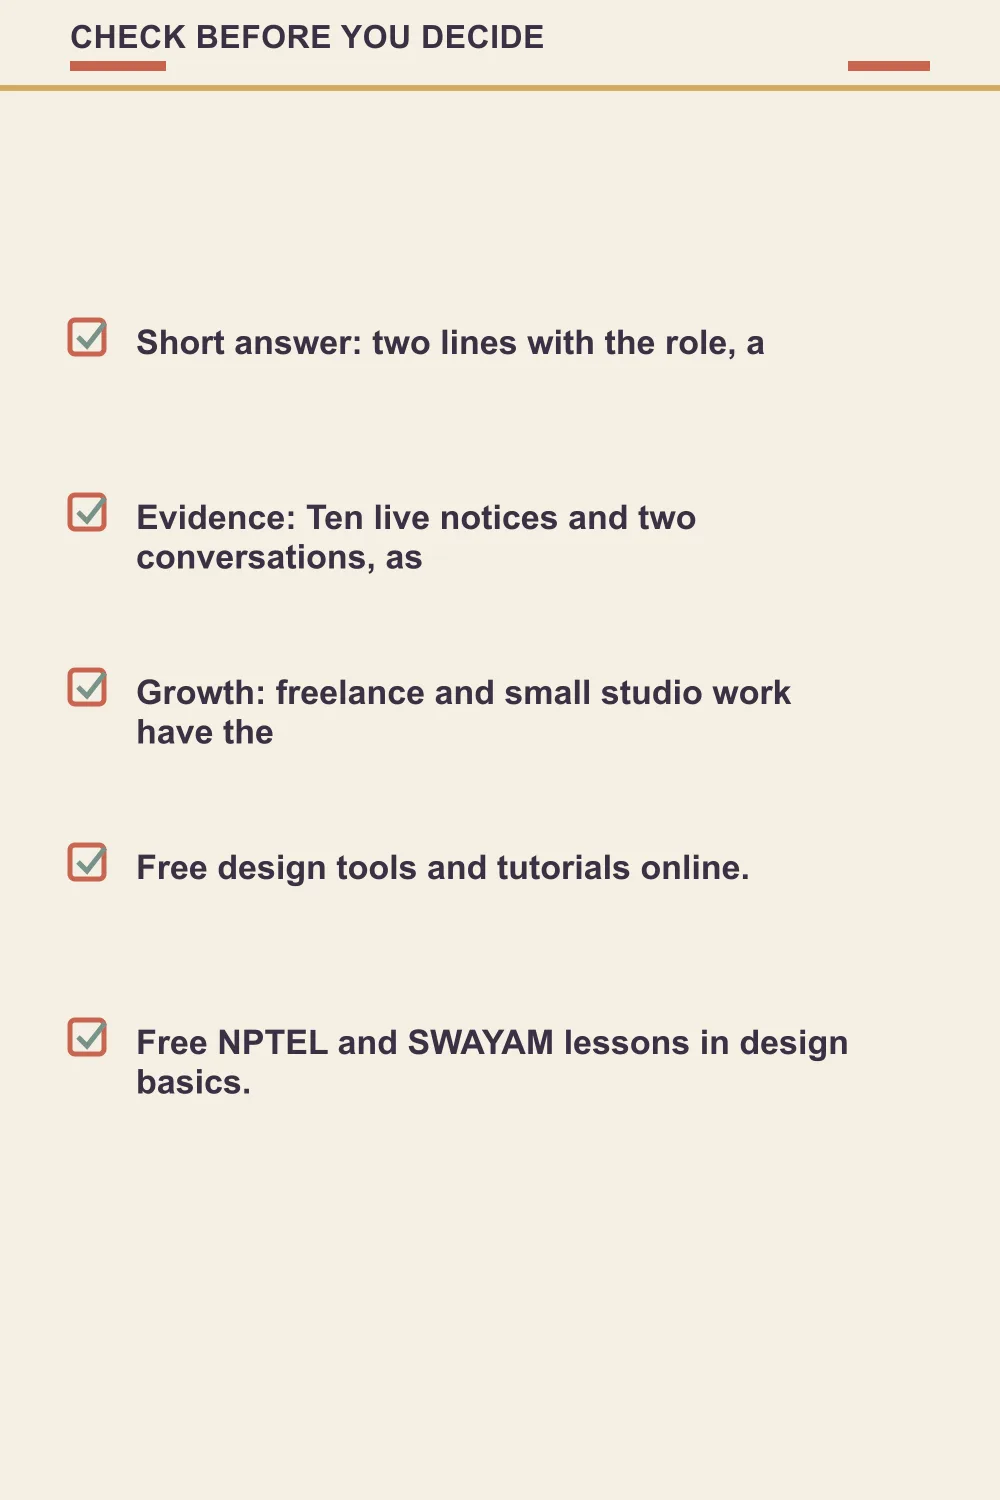 CHECK BEFORE YOU DECIDE
Short answer: two lines with the role, a
Evidence: Ten live notices and two
conversations, as
Growth: freelance and small studio work
have the
Free design tools and tutorials online.
Free NPTEL and SWAYAM lessons in design
basics.